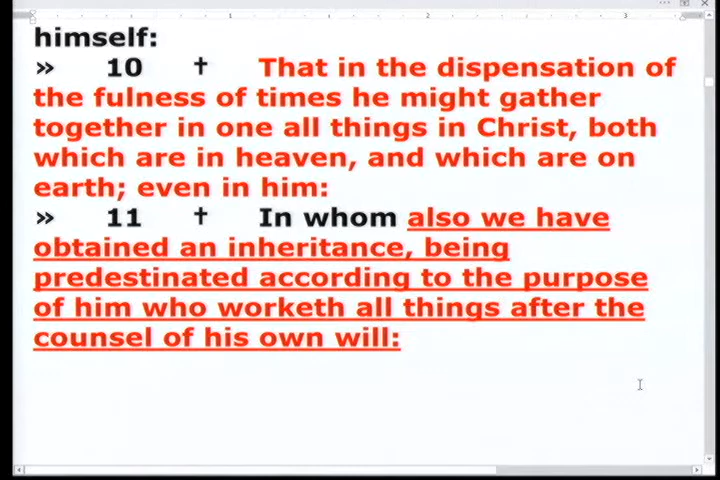 himself:
» 10 † That in the dispensation of
the fulness of times he might gather
together in one all things in Christ, both
which are in heaven, and which are on
earth; even in him:
» 11 † In whom also we have
obtained an inheritance, being
predestinated according to the purpose
of him who worketh all things after the
counsel of his own will: